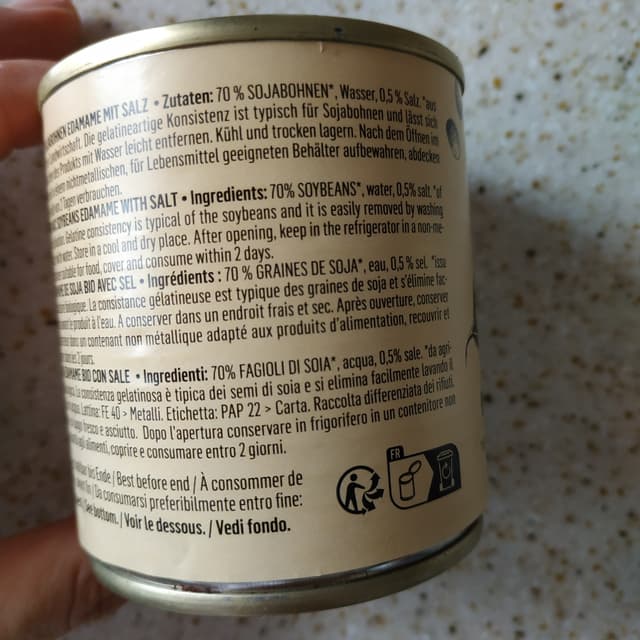 EDAMAME MIT SALZ • Zutaten: 70 % SOJABOHNEN*, Wasser, 0,5 % Salz. *aus
Die gelatineartige Konsistenz ist typisch für Sojabohnen und lässt sich
Produkts mit Wasser leicht entfernen. Kühl und trocken lagern. Nach dem Öffnen im
nichtmetallischen, für Lebensmittel geeigneten Behälter aufbewahren, abdecken
Tagen verbrauchen.
EDAMAME WITH SALT • Ingredients: 70% SOYBEANS*, water, 0,5% salt. *of
Gelatine consistency is typical of the soybeans and it is easily removed by washing
water. Store in a cool and dry place. After opening, keep in the refrigerator in a non-me-
suitable for food, cover and consume within 2 days.
DE SOJA BIO AVEC SEL • Ingrédients : 70 % GRAINES DE SOJA*, eau, 0,5 % sel. *issu
biologique. La consistance gélatineuse est typique des graines de soja et s'élimine fac-
le produit à l'eau. A conserver dans un endroit frais et sec. Après ouverture, conserver
un contenant non métallique adapté aux produits d'alimentation, recouvrir et
2 jours.
EDAMAME BIO CON SALE • Ingredienti: 70% FAGIOLI DI SOIA*, acqua, 0,5% sale. *da agri-
La consistenza gelatinosa è tipica dei semi di soia e si elimina facilmente lavando il
Lattina: FE 40 > Metalli. Etichetta: PAP 22 > Carta. Raccolta differenziata dei rifiuti.
fresco e asciutto. Dopo l'apertura conservare in frigorifero in un contenitore non
alimenti, coprire e consumare entro 2 giorni.
bei Ende / Best before end / À consommer de
/ Da consumarsi preferibilmente entro fine:
See bottom. / Voir le dessous. / Vedi fondo.
FR